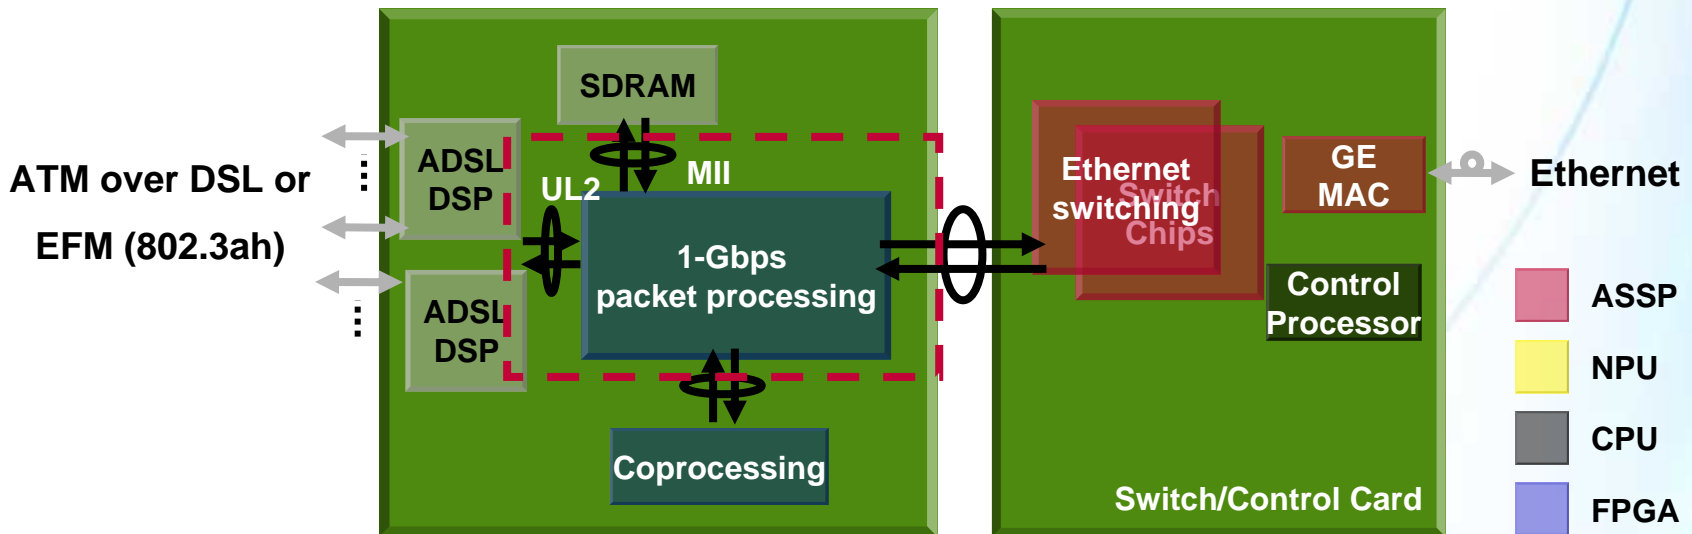 SDRAM
ADSL
DSP
UL2
MII
ATM over DSL or
EFM (802.3ah)
1-Gbps
packet processing
ADSL
DSP
Coprocessing
Ethernet
switching
Switch
Chips
GE
MAC
Ethernet
Control
Processor
Switch/Control Card
ASSP
NPU
CPU
FPGA